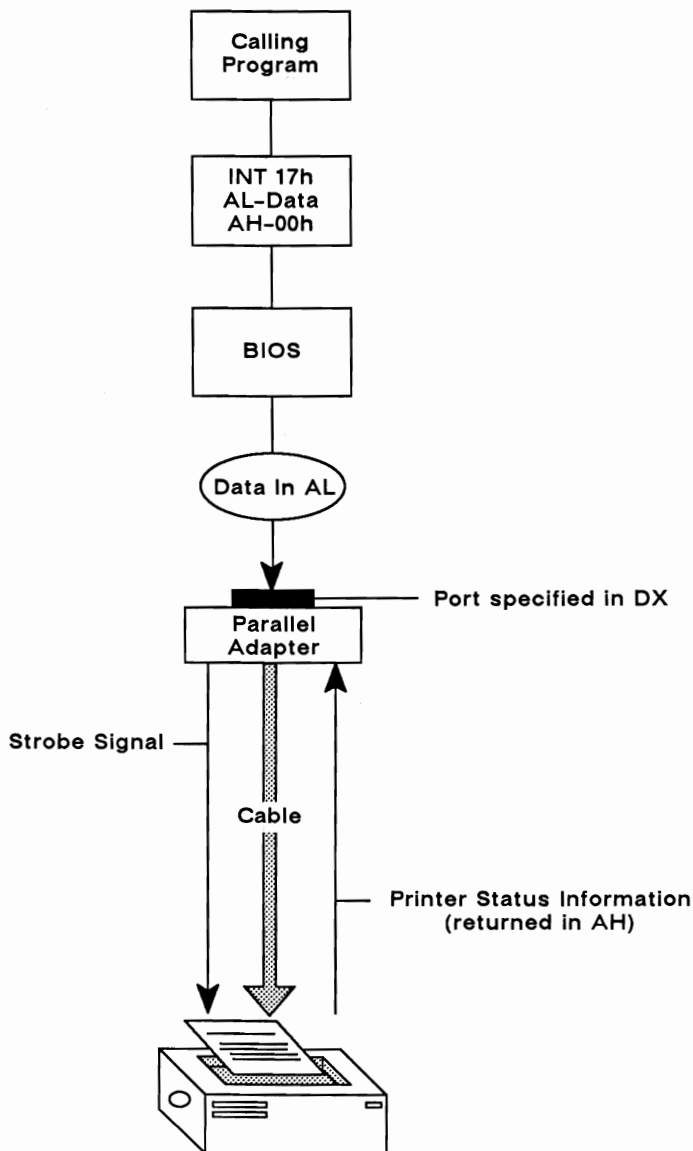 Calling
Program
INT 17h
AL-Data
AH-00h
BIOS
Data In AL
Port specified in DX
Parallel
Adapter
Strobe Signal
Cable
Printer Status Information
(returned in AH)